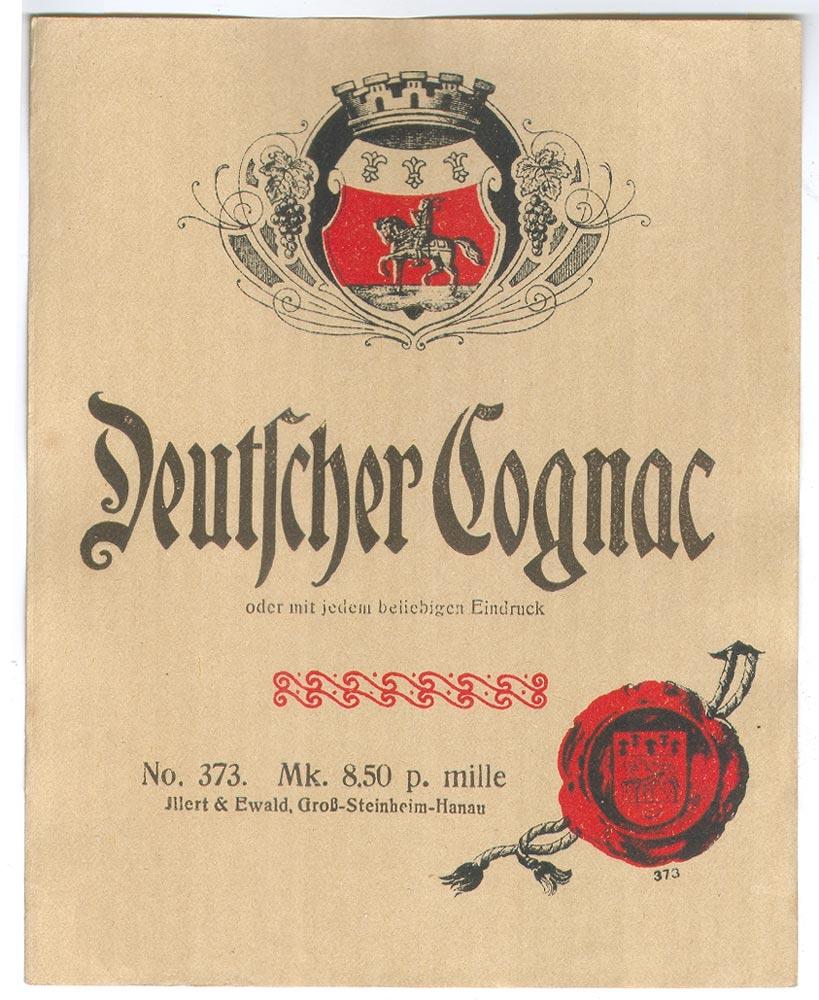 Deutſcher Cognac
oder mit jedem beliebigen Eindruck
No. 373. Mk. 8.50 p. mille
Jllert & Ewald, Groß-Steinheim-Hanau
373